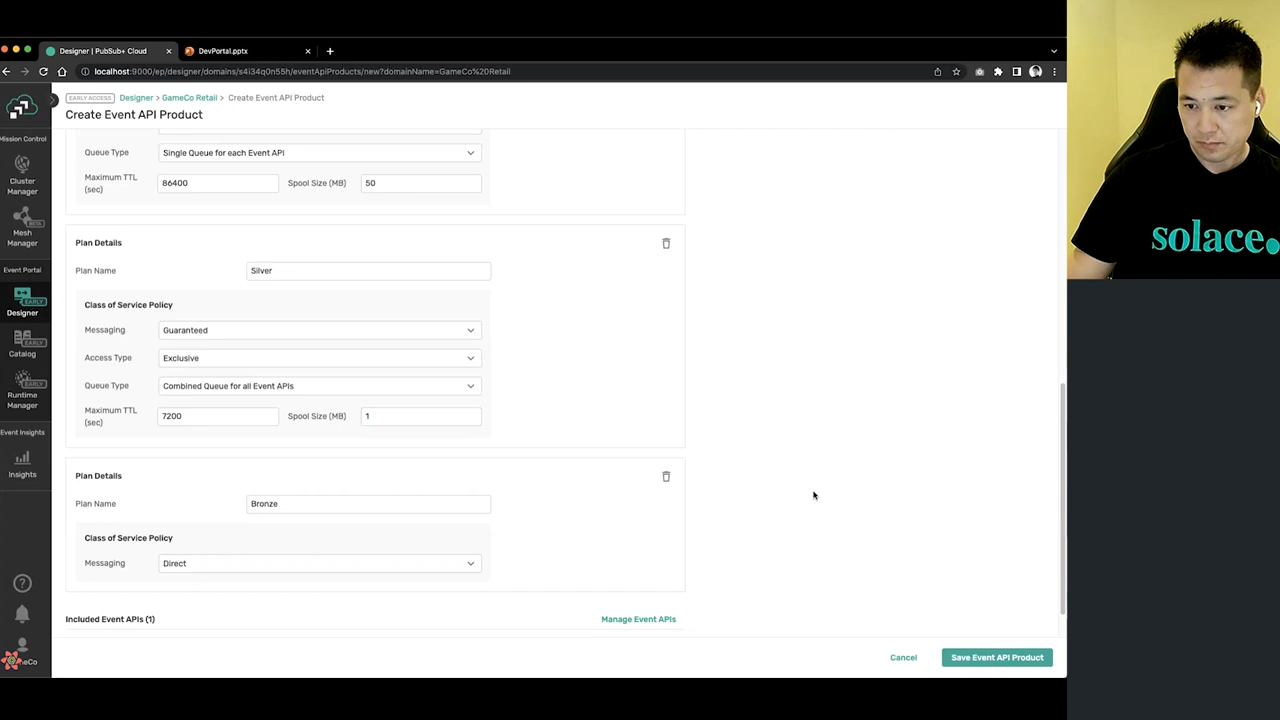 Designer | PubSub+ Cloud
DevPortal.pptx
localhost:9000/ep/designer/domains/s4i34q0n55h/eventApiProducts/new?domainName=GameCo%20Retail
EARLY ACCESS Designer > GameCo Retail > Create Event API Product
Create Event API Product
Mission Control
Cluster
Manager
BETA
Mesh
Manager
Event Portal
EARLY
Designer
EARLY
Catalog
EARLY
Runtime
Manager
Event Insights
Insights
eCo
Queue Type Single Queue for each Event API
Maximum TTL (sec) 86400 Spool Size (MB) 50
Plan Details
Plan Name Silver
Class of Service Policy
Messaging Guaranteed
Access Type Exclusive
Queue Type Combined Queue for all Event APIs
Maximum TTL (sec) 7200 Spool Size (MB) 1
Plan Details
Plan Name Bronze
Class of Service Policy
Messaging Direct
Included Event APIs (1) Manage Event APIs
Cancel Save Event API Product
solace.